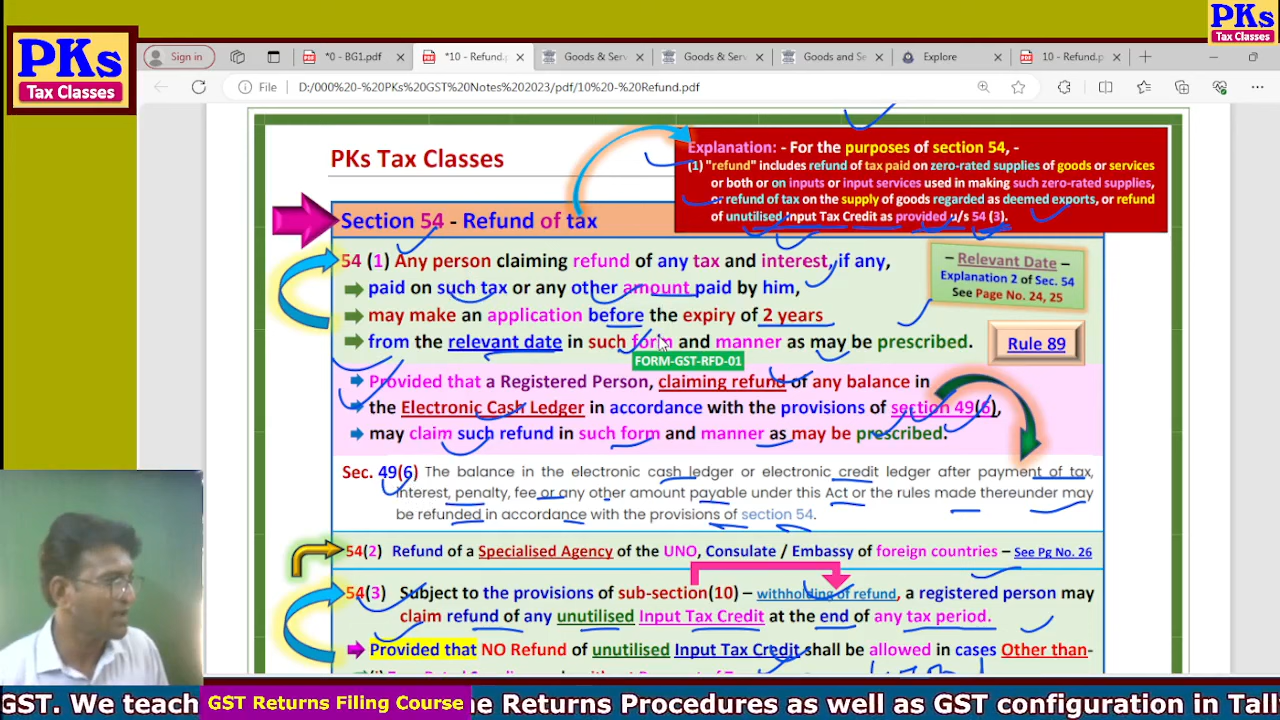 PKs
Tax Classes
PKs
Tax Classes
Sign in
*0 - BG1.pdf
*10 - Refund.p
Goods & Serv
Goods & Serv
Goods and Se
Explore
10 - Refund.p
File
D:/000%20-%20PKs%20GST%20Notes%202023/pdf/10%20-%20Refund.pdf
PKs Tax Classes
Explanation: - For the purposes of section 54, -
(1) "refund" includes refund of tax paid on zero-rated supplies of goods or services
or both or on inputs or input services used in making such zero-rated supplies,
or refund of tax on the supply of goods regarded as deemed exports, or refund
of unutilised Input Tax Credit as provided u/s 54 (3).
Section 54 - Refund of tax
54 (1) Any person claiming refund of any tax and interest, if any,
paid on such tax or any other amount paid by him,
may make an application before the expiry of 2 years
from the relevant date in such form and manner as may be prescribed.
FORM-GST-RFD-01
– Relevant Date –
Explanation 2 of Sec. 54
See Page No. 24, 25
Rule 89
Provided that a Registered Person, claiming refund of any balance in
the Electronic Cash Ledger in accordance with the provisions of section 49(6),
may claim such refund in such form and manner as may be prescribed.
Sec. 49(6) The balance in the electronic cash ledger or electronic credit ledger after payment of tax,
interest, penalty, fee or any other amount payable under this Act or the rules made thereunder may
be refunded in accordance with the provisions of section 54.
54(2) Refund of a Specialised Agency of the UNO, Consulate / Embassy of foreign countries – See Pg No. 26
54(3) Subject to the provisions of sub-section(10) – withholding of refund, a registered person may
claim refund of any unutilised Input Tax Credit at the end of any tax period.
Provided that NO Refund of unutilised Input Tax Credit shall be allowed in cases Other than-
GST. We teach
GST Returns Filing Course
ne Returns Procedures as well as GST configuration in Tall